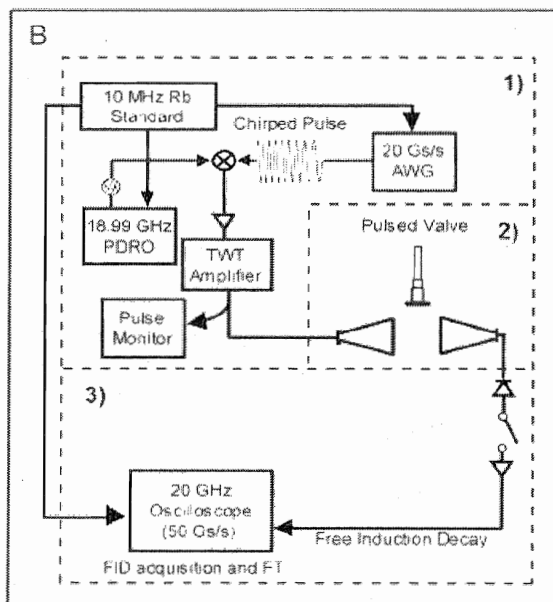 B
1)
10 MHz Rb
Standard
Chirped Pulse
20 Gs/s
AWG
18.99 GHz
PDRO
TWT
Amplifier
Pulse
Monitor
Pulsed Valve
2)
3)
20 GHz
Oscilloscope
(50 Gs/s)
Free Induction Decay
FID acquisition and FT